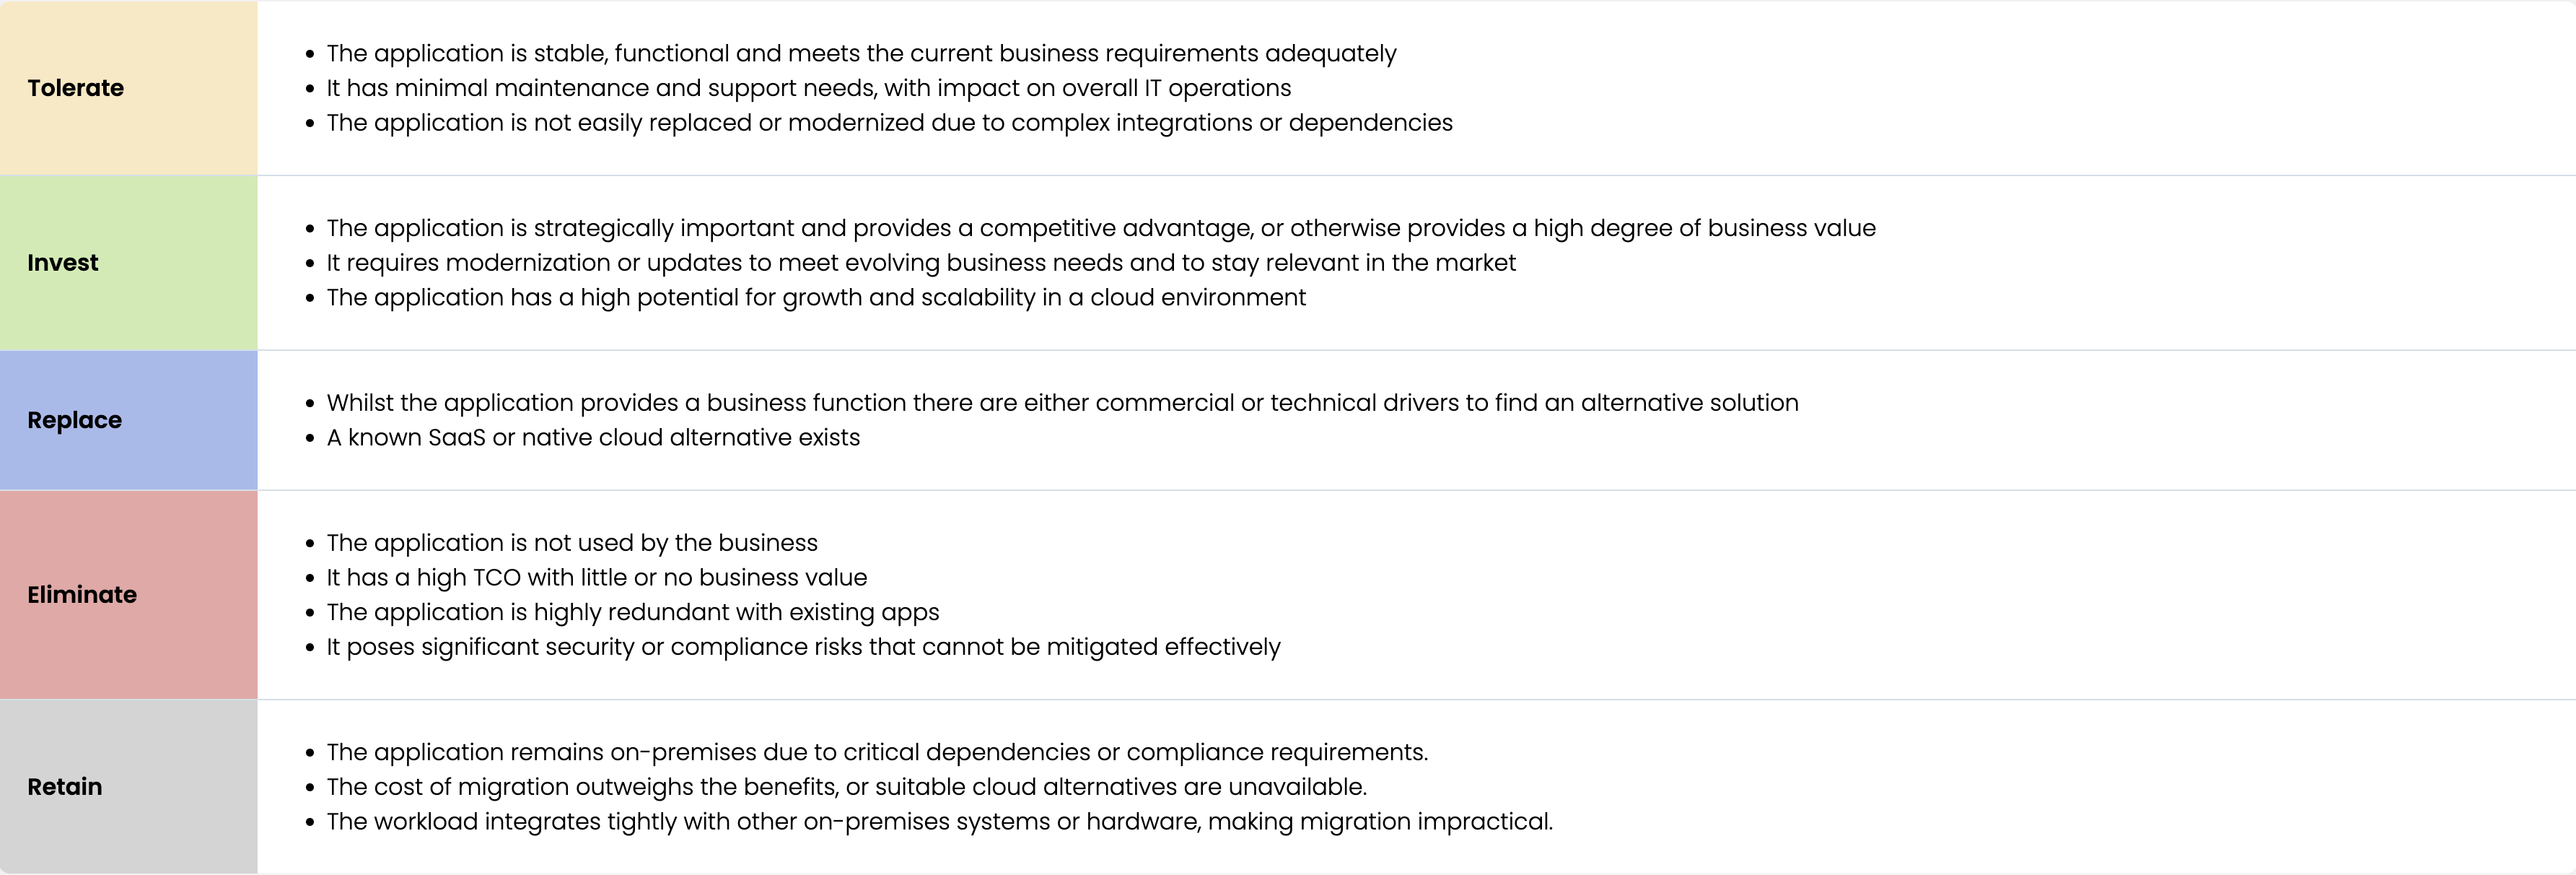 Tolerate
• The application is stable, functional and meets the current business requirements adequately
• It has minimal maintenance and support needs, with impact on overall IT operations
• The application is not easily replaced or modernized due to complex integrations or dependencies
Invest
• The application is strategically important and provides a competitive advantage, or otherwise provides a high degree of business value
• It requires modernization or updates to meet evolving business needs and to stay relevant in the market
• The application has a high potential for growth and scalability in a cloud environment
Replace
• Whilst the application provides a business function there are either commercial or technical drivers to find an alternative solution
• A known SaaS or native cloud alternative exists
Eliminate
• The application is not used by the business
• It has a high TCO with little or no business value
• The application is highly redundant with existing apps
• It poses significant security or compliance risks that cannot be mitigated effectively
Retain
• The application remains on-premises due to critical dependencies or compliance requirements.
• The cost of migration outweighs the benefits, or suitable cloud alternatives are unavailable.
• The workload integrates tightly with other on-premises systems or hardware, making migration impractical.